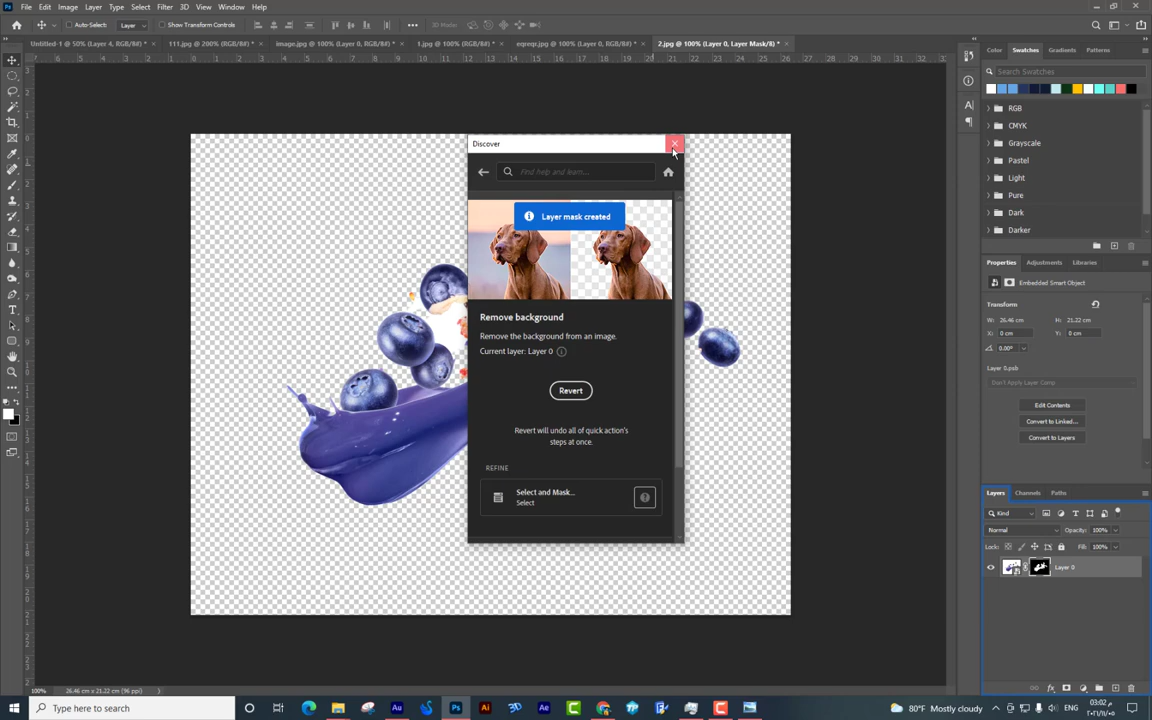 File Edit Image Layer Type Select Filter 3D View Window Help
Auto-Select: Layer Show Transform Controls 3D Mode:
Untitled-1 @ 50% (Layer 4, RGB/8#) * × 111.jpg @ 200% (RGB/8#) * × image.jpg @ 100% (Layer 0, RGB/8#) * × 1.jpg @ 100% (RGB/8#) * × eqreqr.jpg @ 100% (Layer 0, RGB/8#) * × 2.jpg @ 100% (Layer 0, Layer Mask/8) * ×
Discover
Find help and learn...
Layer mask created
Remove background
Remove the background from an image.
Current layer: Layer 0
Revert
Revert will undo all of quick action's
steps at once.
REFINE
Select and Mask...
Select
Color Swatches Gradients Patterns
Search Swatches
RGB
CMYK
Grayscale
Pastel
Light
Pure
Dark
Darker
Properties Adjustments Libraries
Embedded Smart Object
Transform
W: 26.46 cm H: 21.22 cm
X: 0 cm Y: 0 cm
0.00°
Layer 0.psb
Don't Apply Layer Comp
Edit Contents
Convert to Linked...
Convert to Layers
Layers Channels Paths
Kind
Normal Opacity: 100%
Lock: Fill: 100%
Layer 0
100% 26.46 cm x 21.22 cm (96 ppi)
Type here to search
80°F Mostly cloudy ENG
03:02 م